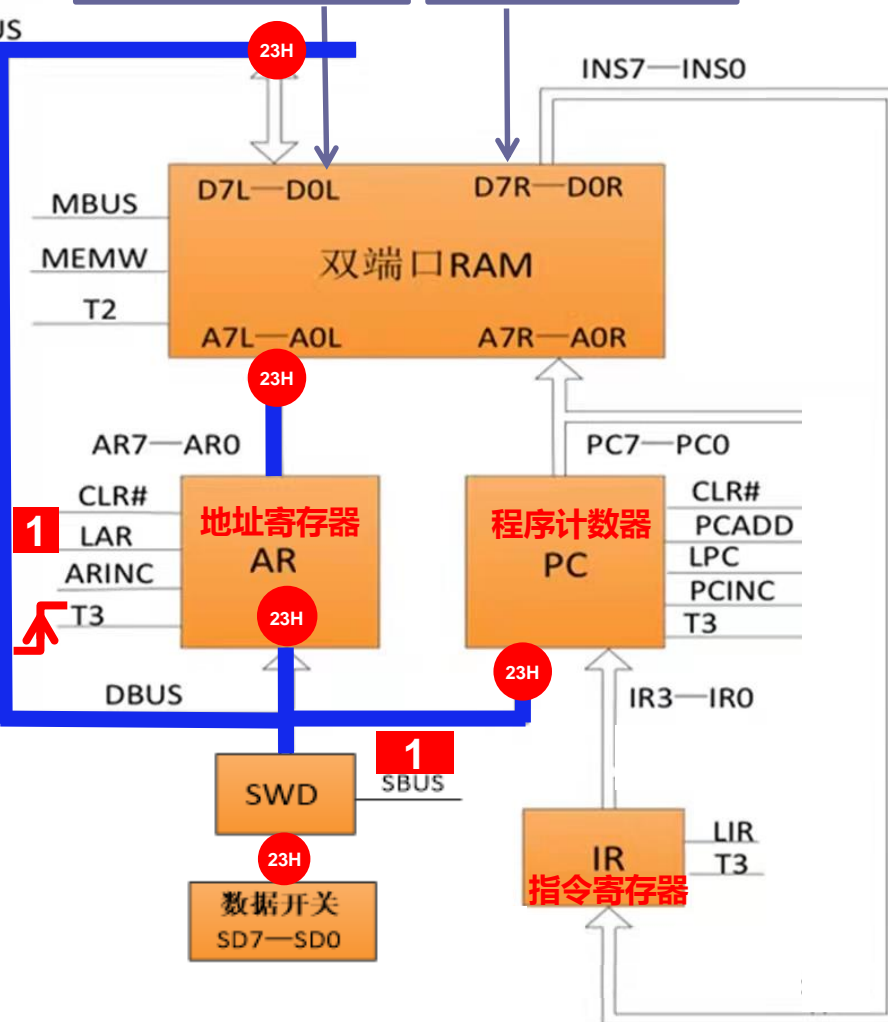 US
23H
INS7—INS0
D7L—D0L
D7R—D0R
MBUS
MEMW
双端口RAM
T2
A7L—A0L
A7R—A0R
23H
AR7—AR0
PC7—PC0
CLR#
1
LAR
ARINC
T3
地址寄存器
AR
23H
程序计数器
PC
CLR#
PCADD
LPC
PCINC
T3
23H
DBUS
IR3—IR0
1
SWD
SBUS
23H
数据开关
SD7—SD0
IR
指令寄存器
LIR
T3